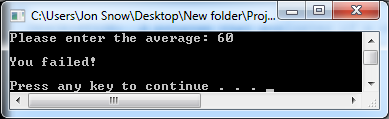 C:\Users\Jon Snow\Desktop\New folder\Proj...
Please enter the average: 60
You failed!
Press any key to continue . . . _